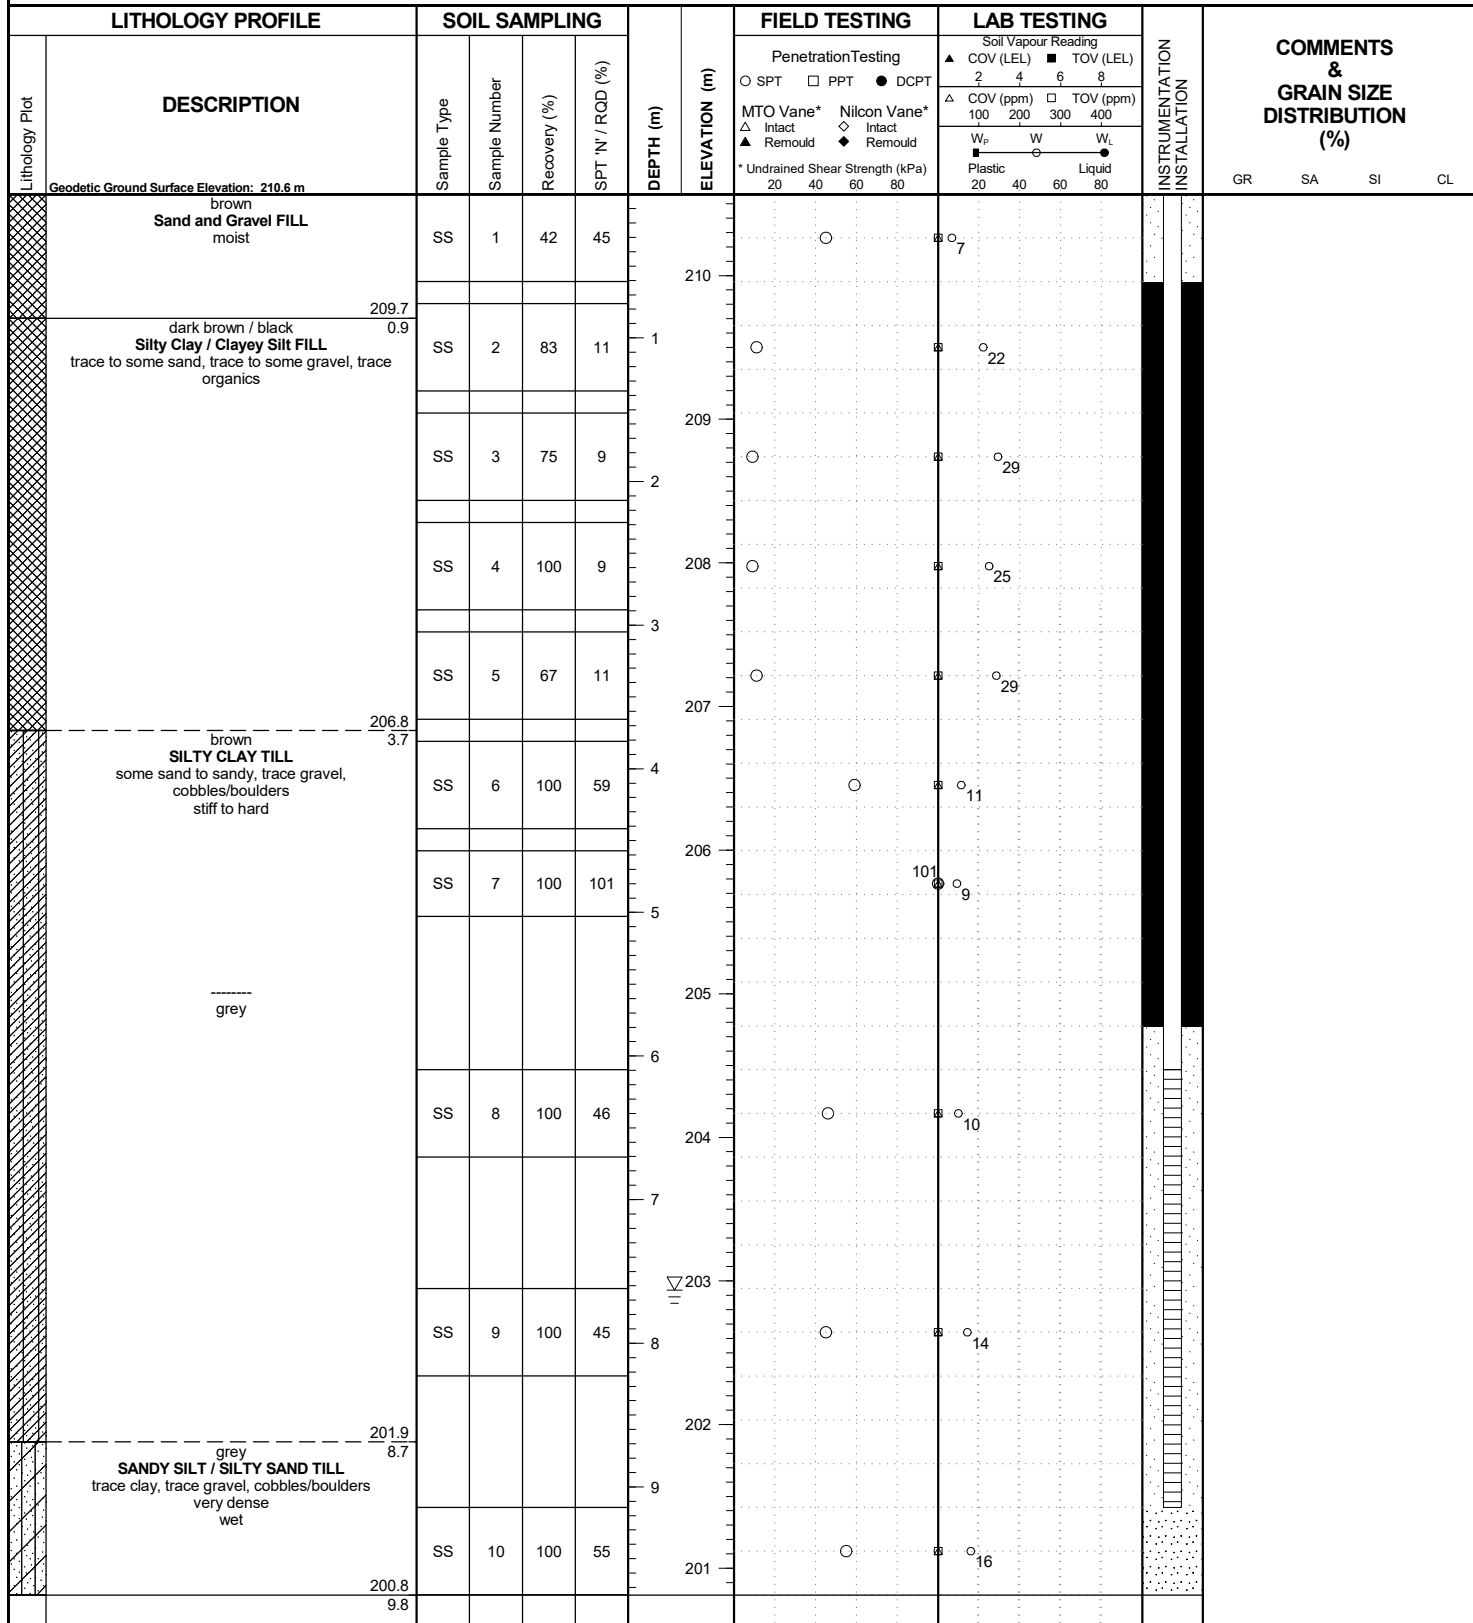 LITHOLOGY PROFILE
SOIL SAMPLING
FIELD TESTING
LAB TESTING
Lithology Plot
DESCRIPTION
Geodetic Ground Surface Elevation: 210.6 m
Sample Type
Sample Number
Recovery (%)
SPT 'N' / RQD (%)
DEPTH (m)
ELEVATION (m)
PenetrationTesting
SPT PPT DCPT
MTO Vane* Nilcon Vane*
Intact Intact
Remould Remould
* Undrained Shear Strength (kPa)
20 40 60 80
Soil Vapour Reading
COV (LEL) TOV (LEL)
2 4 6 8
COV (ppm) TOV (ppm)
100 200 300 400
WP W WL
Plastic Liquid
20 40 60 80
INSTRUMENTATION
INSTALLATION
COMMENTS
&
GRAIN SIZE
DISTRIBUTION
(%)
GR SA SI CL
brown
Sand and Gravel FILL
moist
SS 1 42 45
7
210
209.7
0.9
dark brown / black
Silty Clay / Clayey Silt FILL
trace to some sand, trace to some gravel, trace
organics
1
SS 2 83 11
22
209
SS 3 75 9
29
2
208
SS 4 100 9
25
3
SS 5 67 11
29
207
206.8
3.7
brown
SILTY CLAY TILL
some sand to sandy, trace gravel,
cobbles/boulders
stiff to hard
4
SS 6 100 59
11
206
101
SS 7 100 101
9
5
205
--------
grey
6
SS 8 100 46
10
204
7
203
SS 9 100 45
14
8
202
201.9
8.7
grey
SANDY SILT / SILTY SAND TILL
trace clay, trace gravel, cobbles/boulders
very dense
wet
9
SS 10 100 55
16
201
200.8
9.8